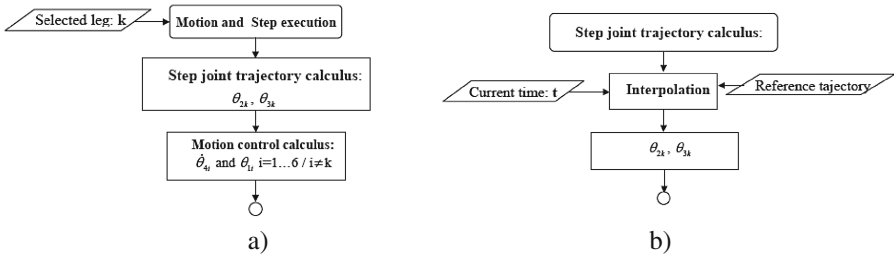 Selected leg: k
Motion and Step execution
Step joint trajectory calculus:
θ₂ₖ, θ₃ₖ
Motion control calculus:
θ̇₄ᵢ and θ₁ᵢ i=1…6 / i≠k
a)
Step joint trajectory calculus:
Current time: t
Interpolation
Reference tajectory
θ₂ₖ, θ₃ₖ
b)